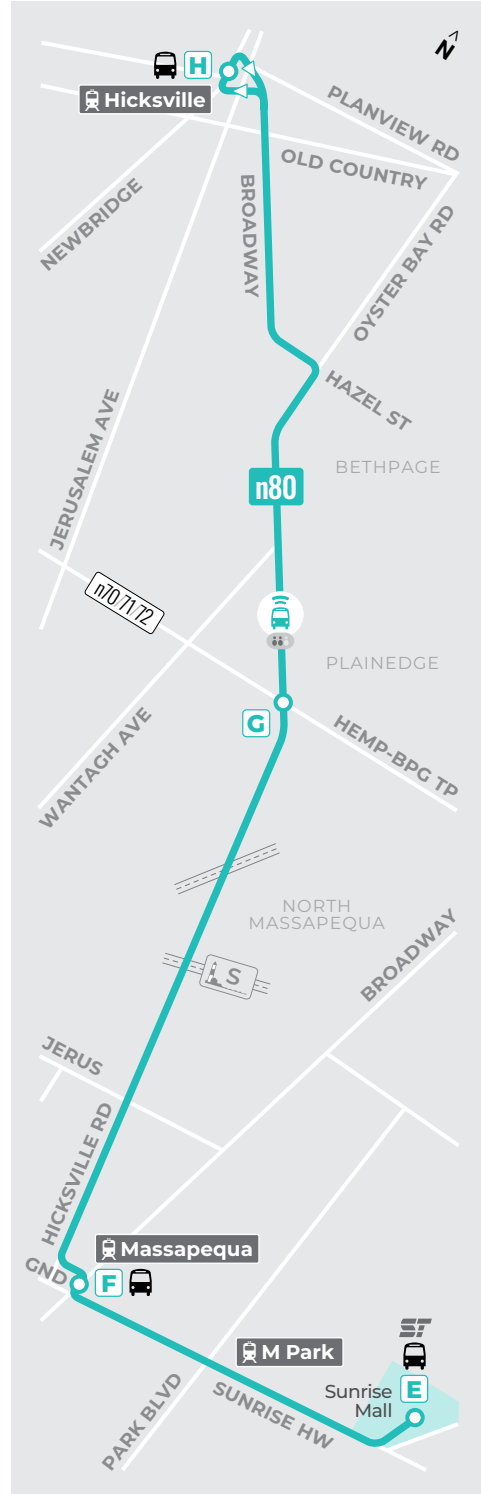 N
H
Hicksville
PLANVIEW RD
OLD COUNTRY
NEWBRIDGE
BROADWAY
OYSTER BAY RD
HAZEL ST
JERUSALEM AVE
BETHPAGE
n80
n70/71/72
PLAINEDGE
G
HEMP-BPG TP
WANTAGH AVE
NORTH
MASSAPEQUA
BROADWAY
S
JERUS
HICKSVILLE RD
Massapequa
GND
F
ST
M Park
Sunrise
Mall
E
PARK BLVD
SUNRISE HW